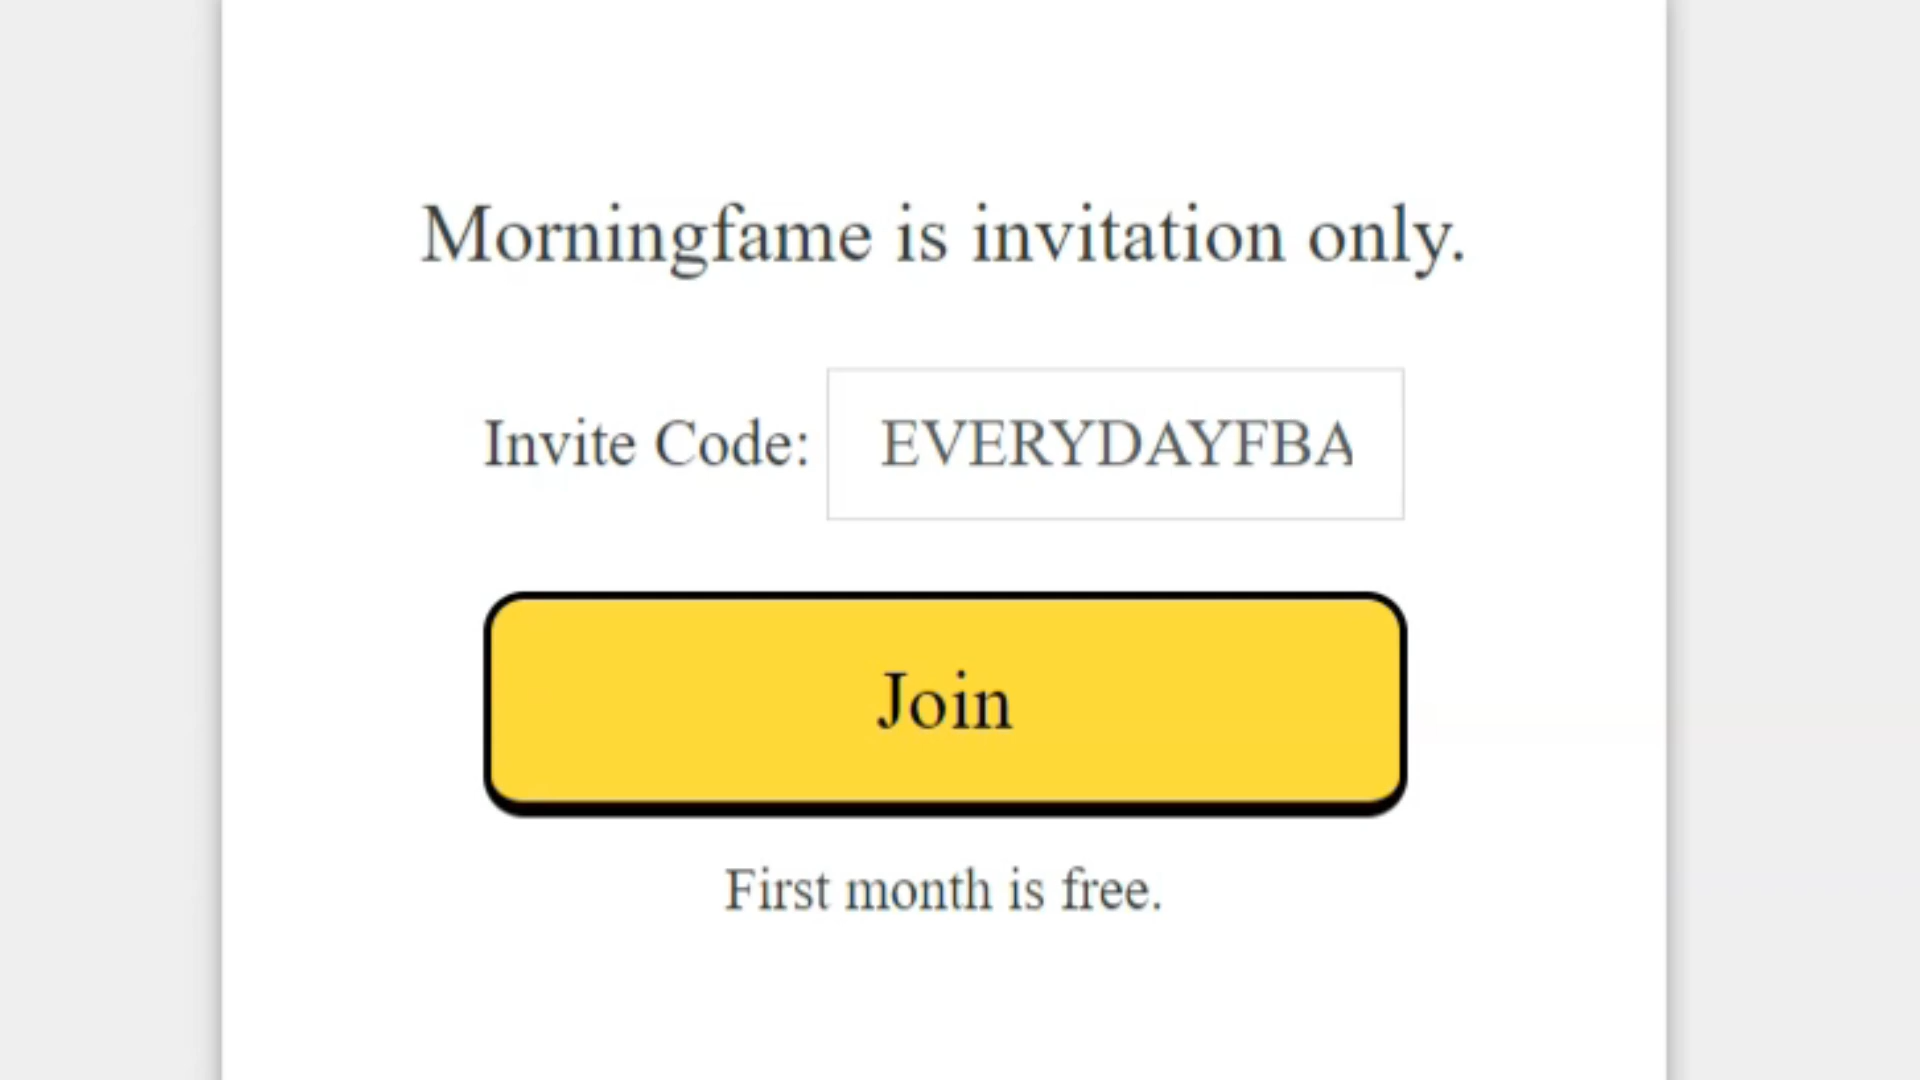 Morningfame is invitation only.
Invite Code: EVERYDAYFBA
Join
First month is free.